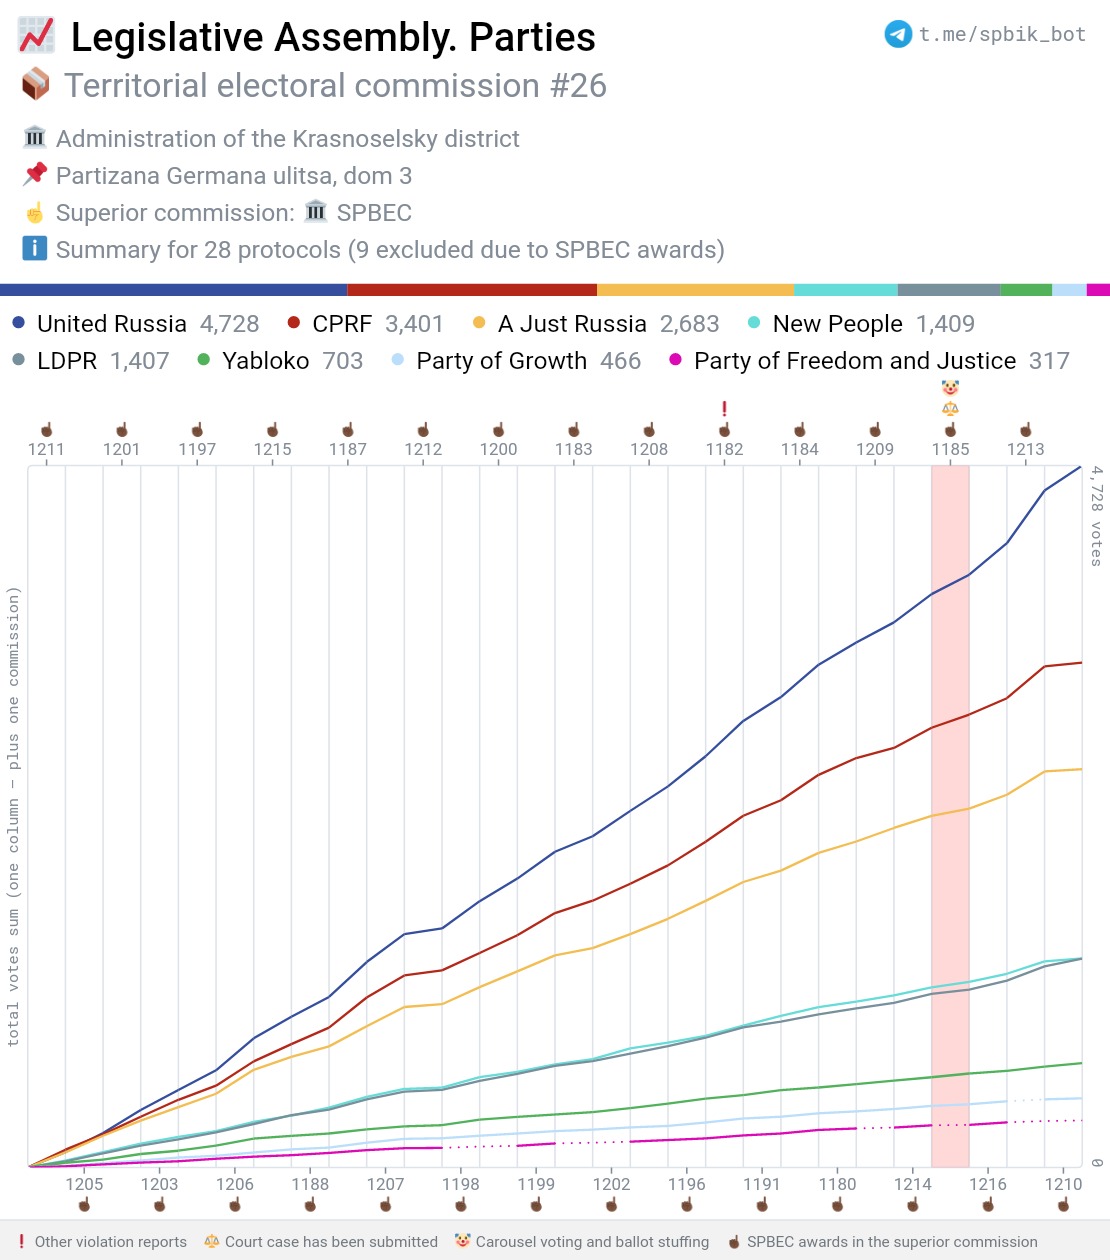 Legislative Assembly. Parties
t.me/spbik_bot
Territorial electoral commission #26
Administration of the Krasnoselsky district
Partizana Germana ulitsa, dom 3
Superior commission: SPBEC
Summary for 28 protocols (9 excluded due to SPBEC awards)
United Russia 4,728 CPRF 3,401 A Just Russia 2,683 New People 1,409
LDPR 1,407 Yabloko 703 Party of Growth 466 Party of Freedom and Justice 317
1211 1201 1197 1215 1187 1212 1200 1183 1208 1182 1184 1209 1185 1213
4,728 votes
total votes sum (one column – plus one commission)
0
1205 1203 1206 1188 1207 1198 1199 1202 1196 1191 1180 1214 1216 1210
Other violation reports Court case has been submitted Carousel voting and ballot stuffing SPBEC awards in the superior commission